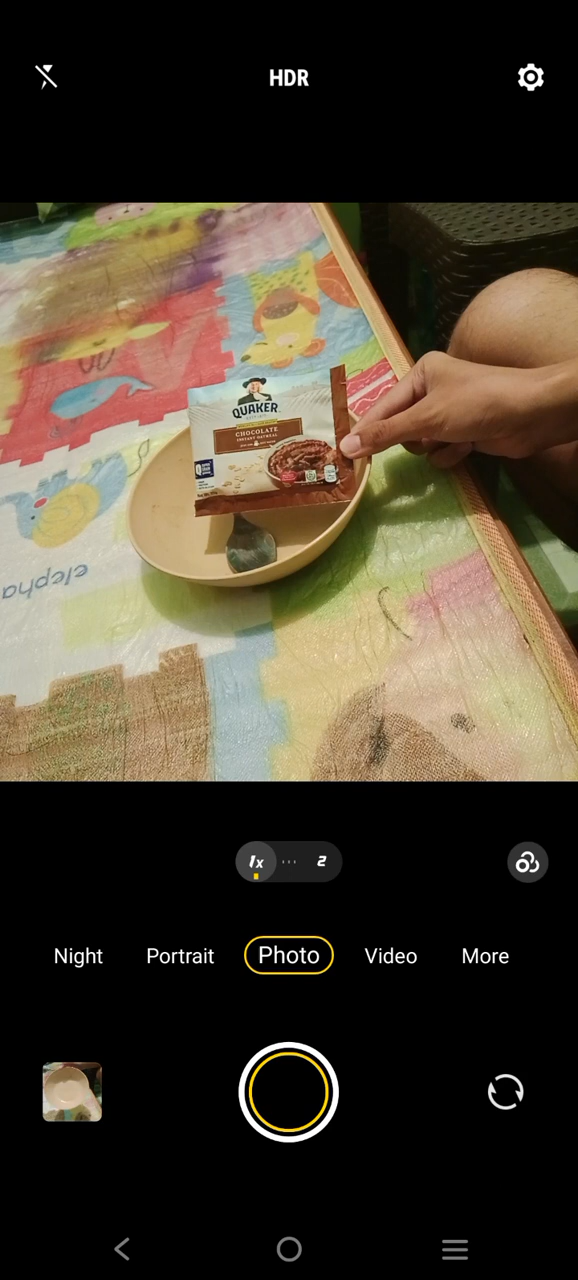 HDR
QUAKER
CHOCOLATE
INSTANT OATMEAL
elepha
1x
2
Night
Portrait
Photo
Video
More